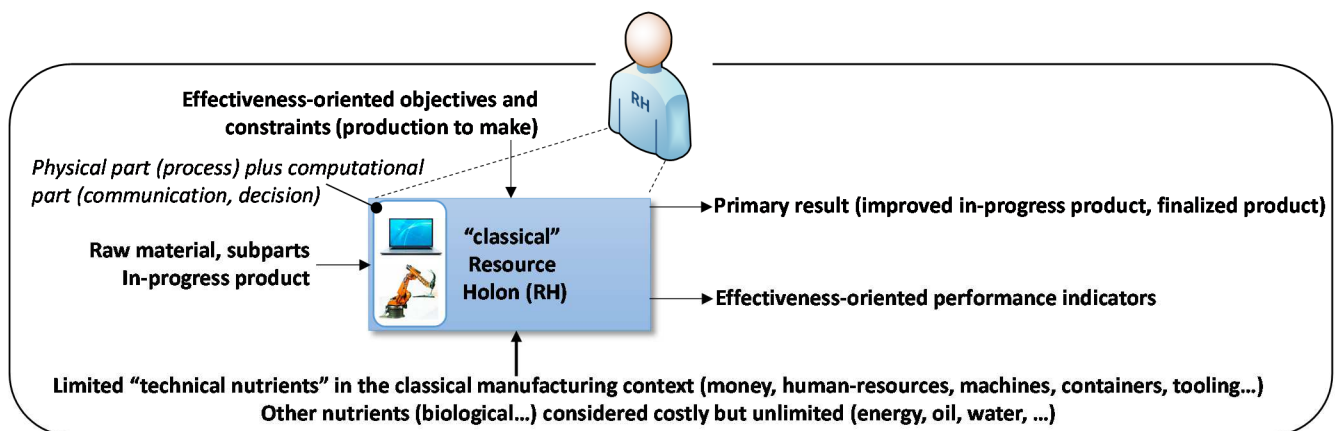 RH
Effectiveness-oriented objectives and
constraints (production to make)
Physical part (process) plus computational
part (communication, decision)
Raw material, subparts
In-progress product
“classical”
Resource
Holon (RH)
Primary result (improved in-progress product, finalized product)
Effectiveness-oriented performance indicators
Limited “technical nutrients” in the classical manufacturing context (money, human-resources, machines, containers, tooling…)
Other nutrients (biological…) considered costly but unlimited (energy, oil, water, …)